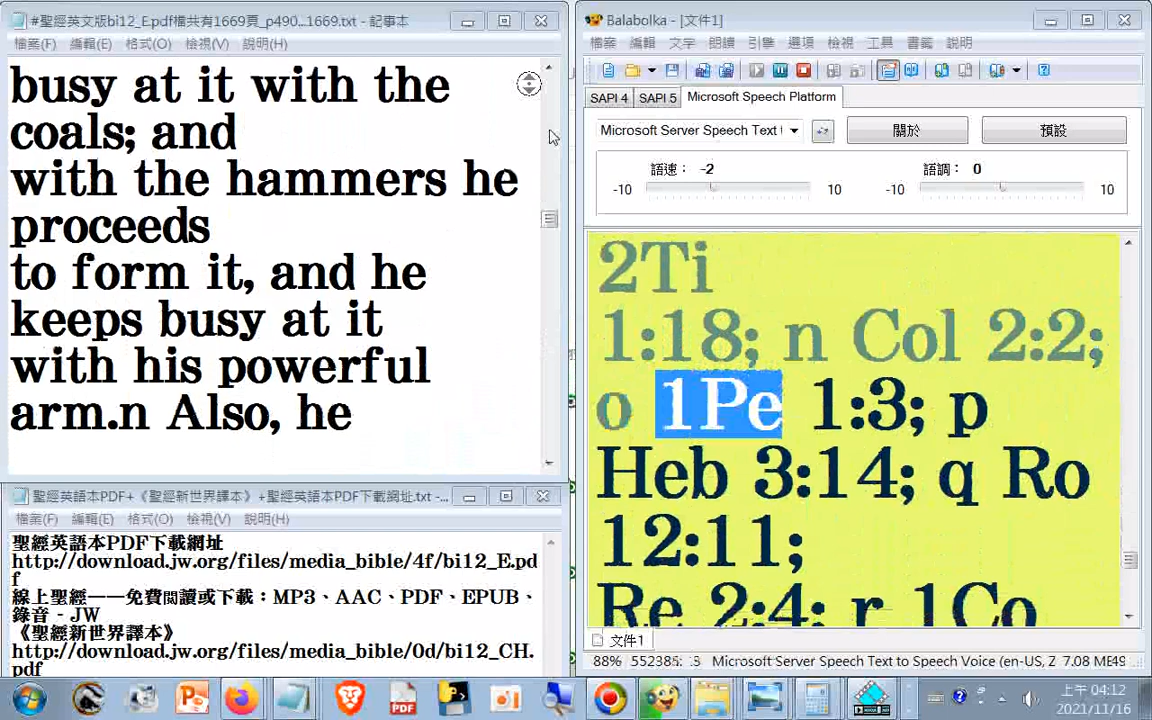 #聖經英文版bi12_E.pdf檔共有1669頁_p490...1669.txt - 記事本
檔案(F) 編輯(E) 格式(O) 檢視(V) 說明(H)
busy at it with the
coals; and
with the hammers he
proceeds
to form it, and he
keeps busy at it
with his powerful
arm.n Also, he
聖經英語本PDF+《聖經新世界譯本》+聖經英語本PDF下載網址.txt - ...
檔案(F) 編輯(E) 格式(O) 檢視(V) 說明(H)
聖經英語本PDF下載網址
http://download.jw.org/files/media_bible/4f/bi12_E.pd
f
線上聖經——免費閱讀或下載：MP3、AAC、PDF、EPUB、
錄音 - JW
《聖經新世界譯本》
http://download.jw.org/files/media_bible/0d/bi12_CH.
pdf
Balabolka - [文件1]
檔案 編輯 文字 朗讀 引擎 選項 檢視 工具 書籤 說明
SAPI 4 SAPI 5 Microsoft Speech Platform
Microsoft Server Speech Text 關於 預設
語速： -2 語調： 0
-10 10 -10 10
2Ti
1:18; n Col 2:2;
o 1Pe 1:3; p
Heb 3:14; q Ro
12:11;
Re 2:4; r 1Co
文件1
88% Microsoft Server Speech Text to Speech Voice (en-US, Z 7.08 ME
上午 04:12
2021/11/16